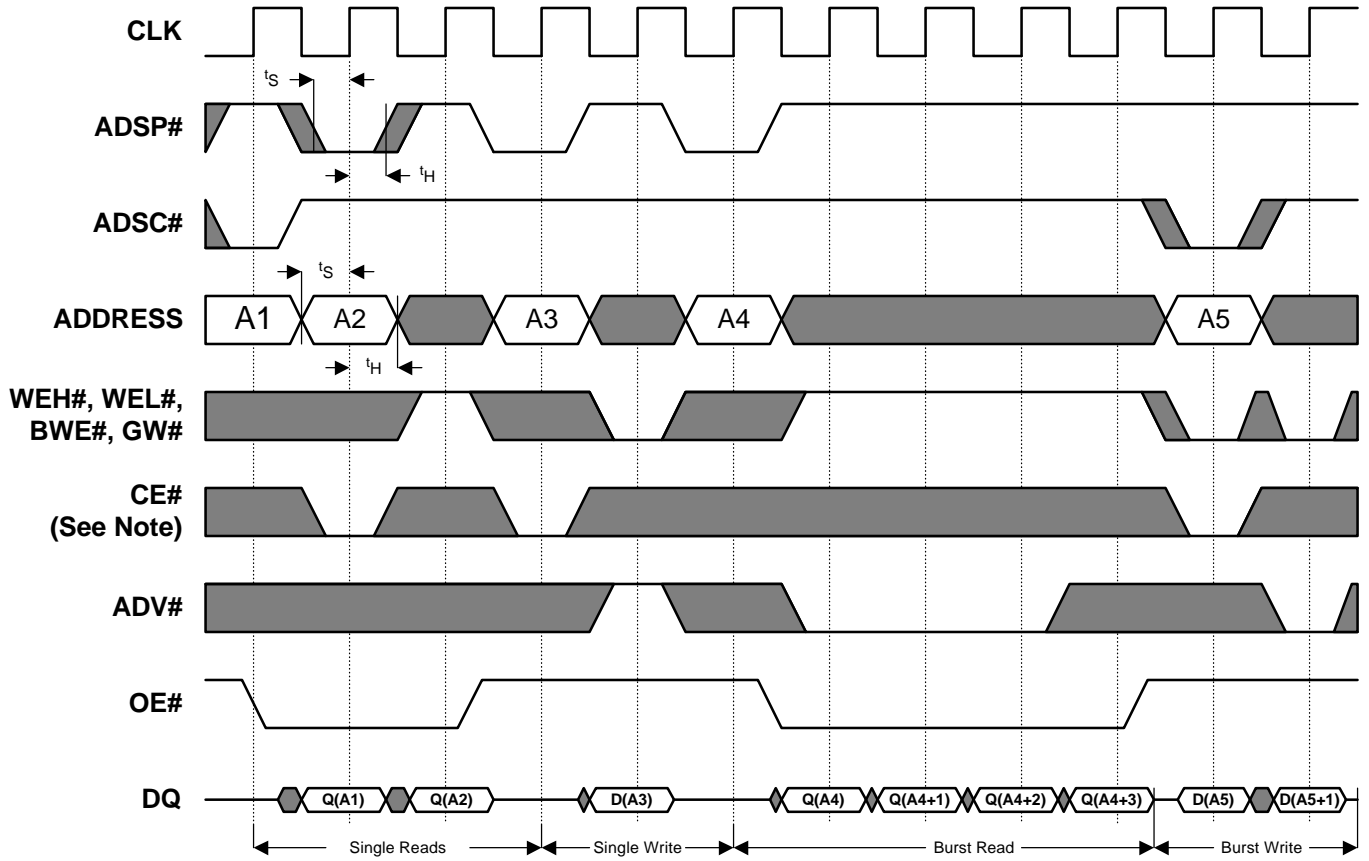 CLK
tS
ADSP#
tH
ADSC#
tS
ADDRESS A1 A2 A3 A4 A5
tH
WEH#, WEL#,
BWE#, GW#
CE#
(See Note)
ADV#
OE#
DQ Q(A1) Q(A2) D(A3) Q(A4) Q(A4+1) Q(A4+2) Q(A4+3) D(A5) D(A5+1)
Single Reads Single Write Burst Read Burst Write